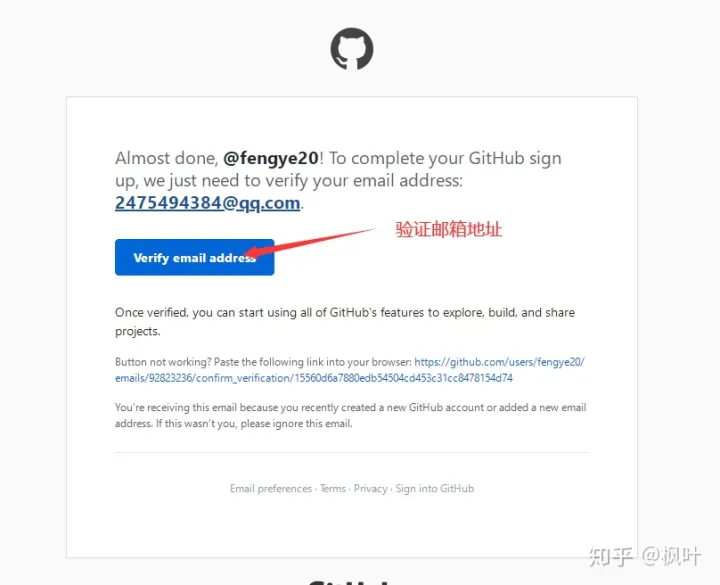 Almost done, @fengye20! To complete your GitHub sign
up, we just need to verify your email address:
2475494384@qq.com.
验证邮箱地址
Verify email address
Once verified, you can start using all of GitHub's features to explore, build, and share
projects.
Button not working? Paste the following link into your browser: https://github.com/users/fengye20/
emails/92823236/confirm_verification/15560d6a7880edb54504cd453c31cc8478154d74
You're receiving this email because you recently created a new GitHub account or added a new email
address. If this wasn't you, please ignore this email.
Email preferences · Terms · Privacy · Sign into GitHub
知乎 @枫叶
GitHub